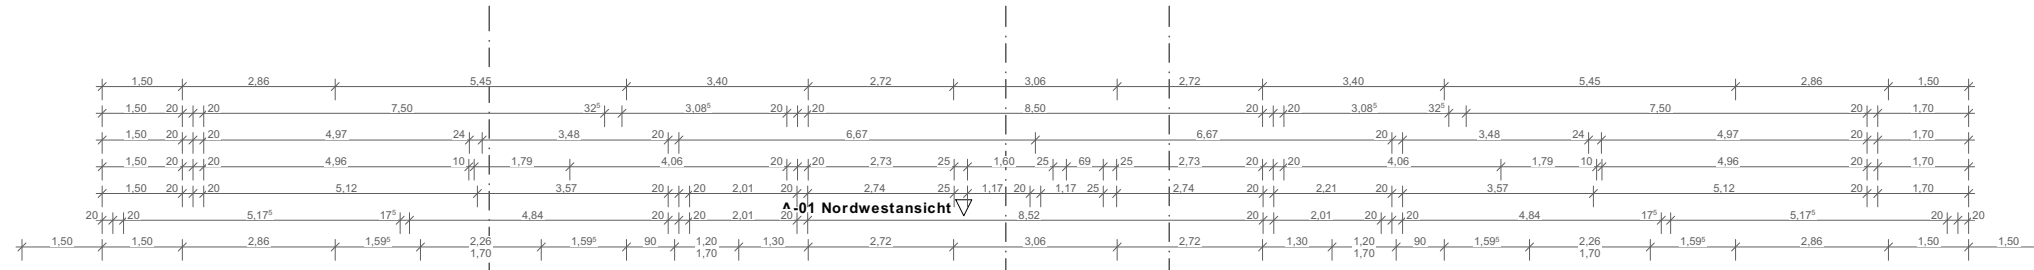 1,50 2,86 5,45 3,40 2,72 3,06 2,72 3,40 5,45 2,86 1,50
1,50 20 20 7,50 32⁵ 3,08⁵ 20 20 8,50 20 20 3,08⁵ 32⁵ 7,50 20 1,70
1,50 20 20 4,97 24 3,48 20 6,67 6,67 20 3,48 24 4,97 20 1,70
1,50 20 20 4,96 10 1,79 4,06 20 20 2,73 25 1,60 25 69 25 2,73 20 20 4,06 1,79 10 4,96 20 1,70
1,50 20 20 5,12 3,57 20 20 2,01 20 2,74 25 1,17 20 1,17 25 2,74 20 2,21 20 3,57 5,12 20 1,70
-01 Nordwestansicht
20 20 5,17⁵ 17⁵ 4,84 20 20 2,01 20 8,52 20 2,01 20 20 4,84 17⁵ 5,17⁵ 20 20
1,50 1,50 2,86 1,59⁵ 2,26 1,59⁵ 90 1,20 1,30 2,72 3,06 2,72 1,30 1,20 90 1,59⁵ 2,26 1,59⁵ 2,86 1,50 1,50
1,70 1,70 1,70 1,70